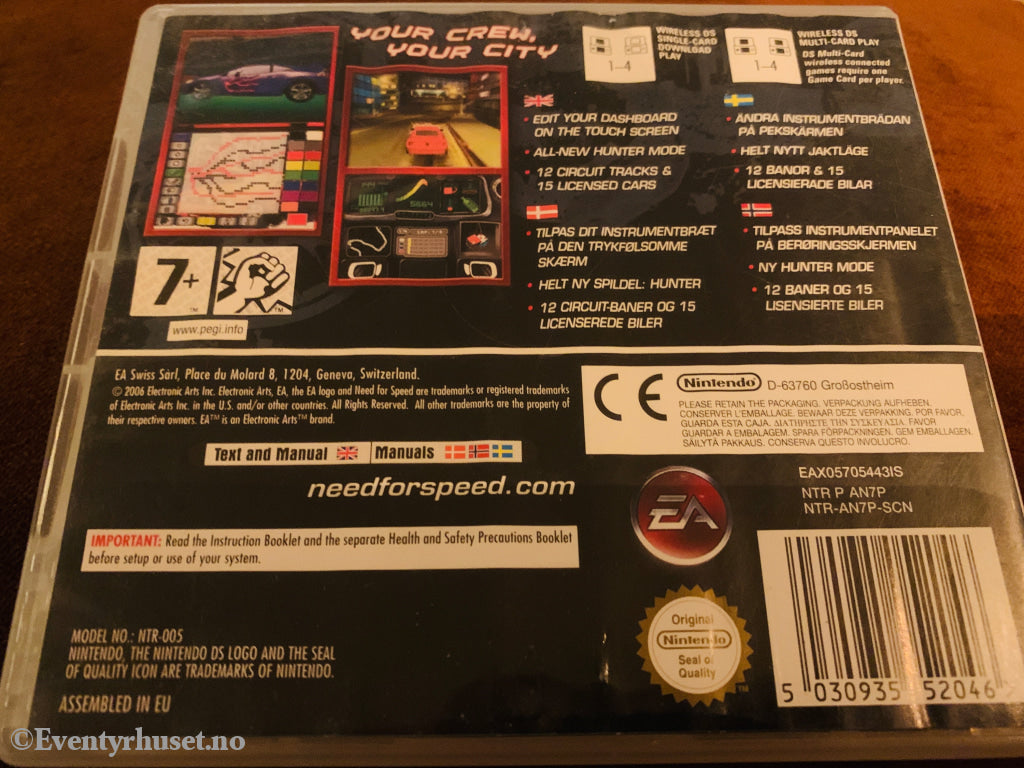 YOUR CREW,
YOUR CITY
WIRELESS DS
SINGLE-CARD
DOWNLOAD
PLAY
1–4
WIRELESS DS
MULTI-CARD PLAY
DS Multi-Card
wireless connected
games require one
Game Card per player.
1–4
• EDIT YOUR DASHBOARD
ON THE TOUCH SCREEN
• ALL-NEW HUNTER MODE
• 12 CIRCUIT TRACKS &
15 LICENSED CARS
• ÄNDRA INSTRUMENTBRÄDAN
PÅ PEKSKÄRMEN
• HELT NYTT JAKTLÄGE
• 12 BANOR & 15
LICENSIERADE BILAR
• TILPAS DIT INSTRUMENTBRÆT
PÅ DEN TRYKFØLSOMME
SKÆRM
• HELT NY SPILDEL: HUNTER
• 12 CIRCUIT-BANER OG 15
LICENSEREDE BILER
• TILPASS INSTRUMENTPANELET
PÅ BERØRINGSSKJERMEN
• NY HUNTER MODE
• 12 BANER OG 15
LISENSIERTE BILER
7+
™
™
www.pegi.info
EA Swiss Sàrl, Place du Molard 8, 1204, Geneva, Switzerland.
© 2006 Electronic Arts Inc. Electronic Arts, EA, the EA logo and Need for Speed are trademarks or registered trademarks
of Electronic Arts Inc. in the U.S. and/or other countries. All Rights Reserved. All other trademarks are the property of
their respective owners. EA™ is an Electronic Arts™ brand.
Text and Manual
Manuals
needforspeed.com
CE
Nintendo® D-63760 Großostheim
PLEASE RETAIN THE PACKAGING. VERPACKUNG AUFHEBEN.
CONSERVER L'EMBALLAGE. BEWAAR DEZE VERPAKKING. POR FAVOR,
GUARDA ESTA CAJA. ΔΙΑΤΗΡΗΣΤΕ ΤΗΝ ΣΥΣΚΕΥΑΣΙΑ. FAVOR
GUARDAR A EMBALAGEM. SPARA FÖRPACKNINGEN. GEM EMBALLAGEN.
SÄILYTÄ PAKKAUS. CONSERVA QUESTO INVOLUCRO.
EAX05705443IS
NTR P AN7P
NTR-AN7P-SCN
EA
IMPORTANT: Read the Instruction Booklet and the separate Health and Safety Precautions Booklet
before setup or use of your system.
Original
Nintendo
Seal of
Quality
™
MODEL NO.: NTR-005
NINTENDO, THE NINTENDO DS LOGO AND THE SEAL
OF QUALITY ICON ARE TRADEMARKS OF NINTENDO.
ASSEMBLED IN EU
5 030935 52046
©Eventyrhuset.no